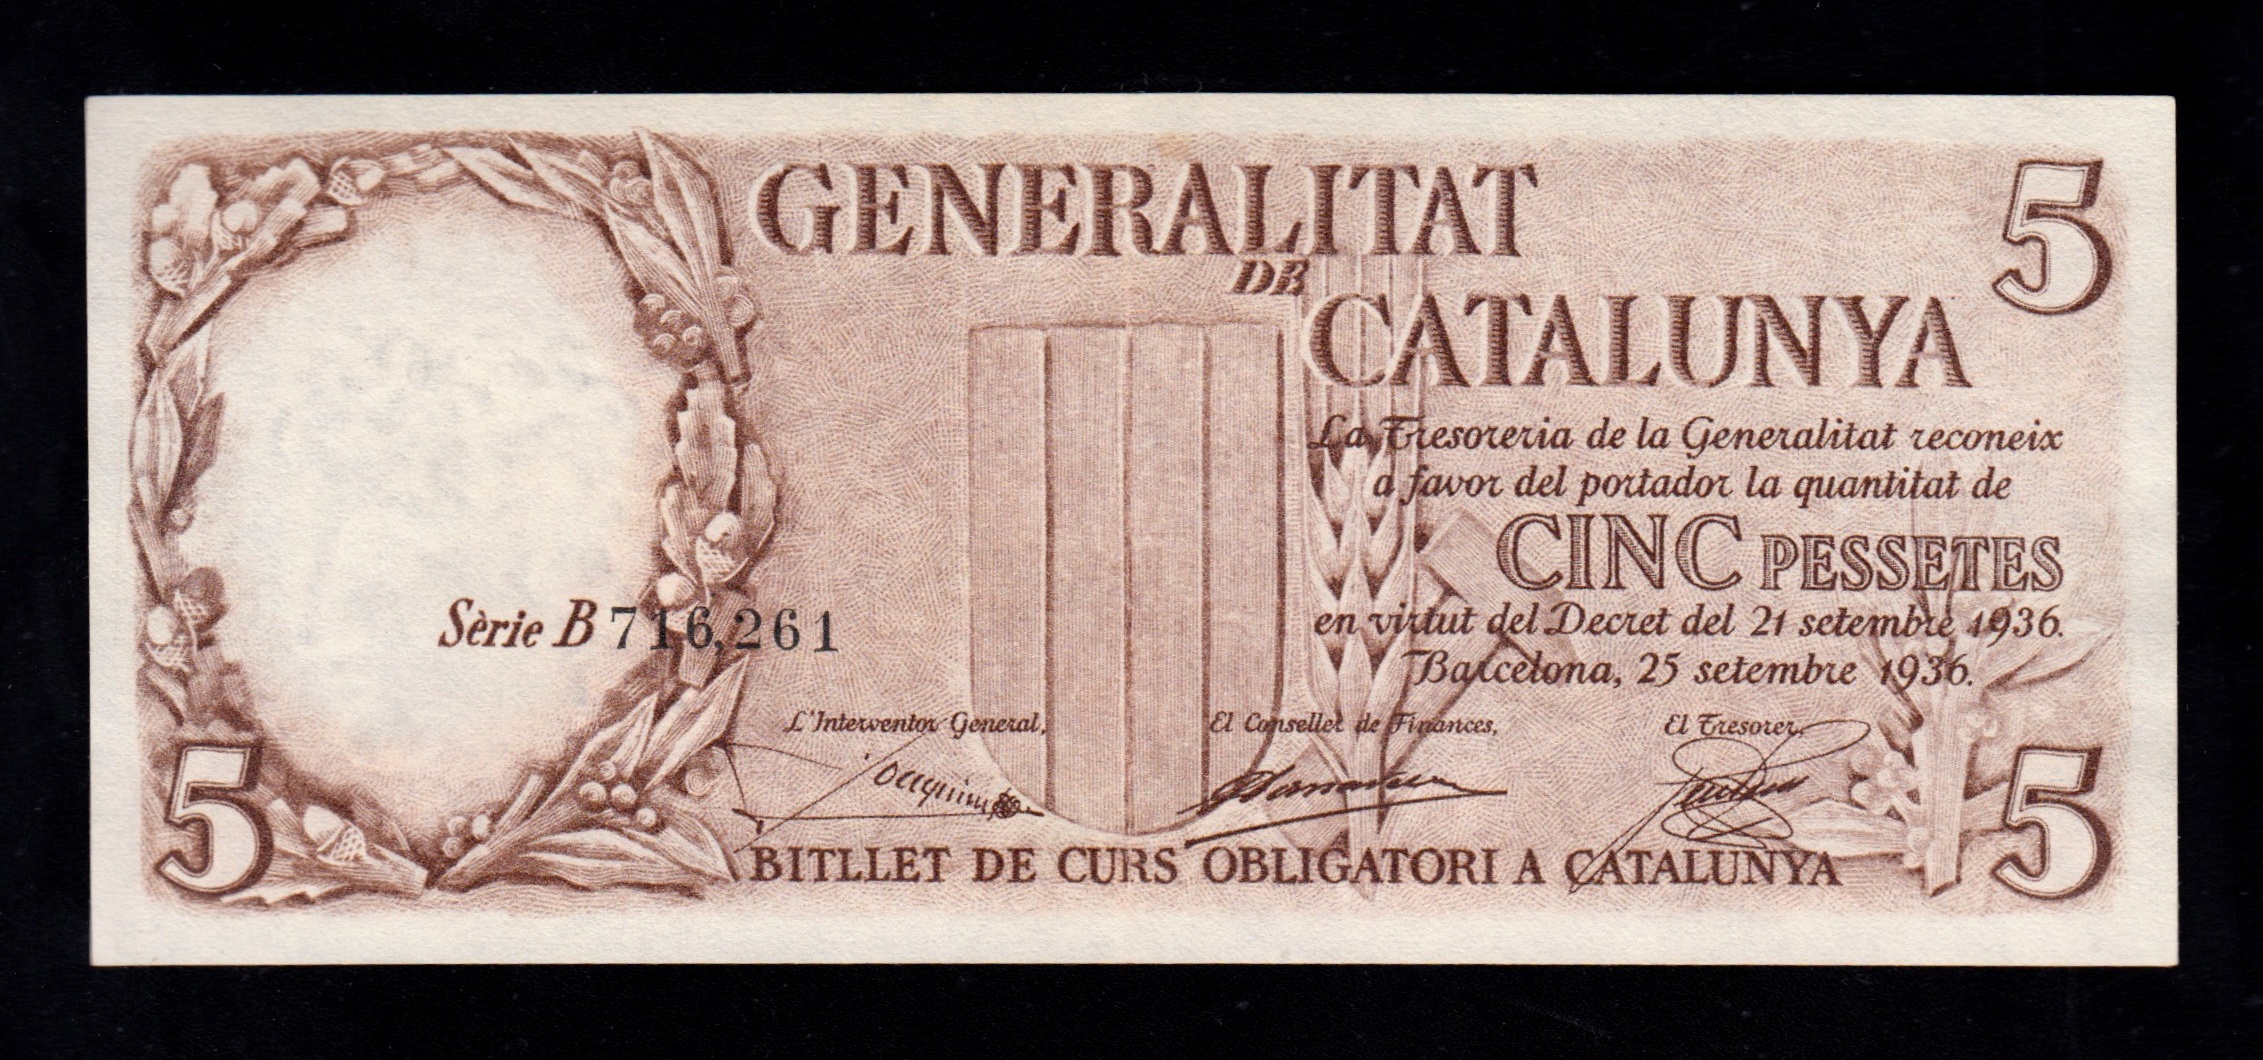 GENERALITAT
DE
CATALUNYA
5
La Tresoreria de la Generalitat reconeix
a favor del portador la quantitat de
CINC PESSETES
en virtut del Decret del 21 setembre 1936.
Barcelona, 25 setembre 1936.
Sèrie B 716,261
L'Interventor General,
El Conseller de Finances,
El Tresorer,
5
5
BITLLET DE CURS OBLIGATORI A CATALUNYA